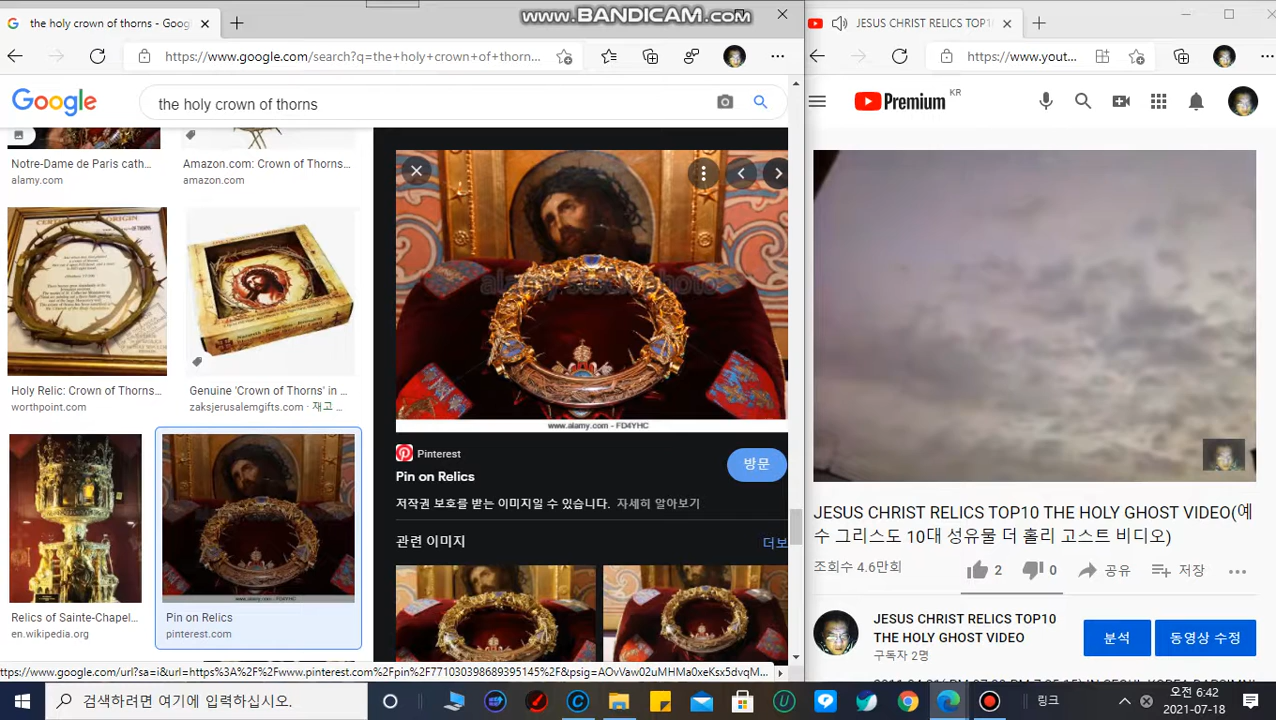 the holy crown of thorns - Goog
www.BANDICAM.com
JESUS CHRIST RELICS TOP1
https://www.google.com/search?q=the+holy+crown+of+thorn...
https://www.yout...
Google
the holy crown of thorns
Premium KR
Notre-Dame de Paris cath...
alamy.com
Amazon.com: Crown of Thorns...
amazon.com
Holy Relic: Crown of Thorns...
worthpoint.com
Genuine 'Crown of Thorns' in ...
zaksjerusalemgifts.com · 재고 ...
Relics of Sainte-Chapel...
en.wikipedia.org
Pin on Relics
pinterest.com
www.alamy.com - FD4YHC
Pinterest
Pin on Relics
방문
저작권 보호를 받는 이미지일 수 있습니다. 자세히 알아보기
관련 이미지
더보
JESUS CHRIST RELICS TOP10 THE HOLY GHOST VIDEO(예
수 그리스도 10대 성유물 더 홀리 고스트 비디오)
조회수 4.6만회
2
0
공유
저장
JESUS CHRIST RELICS TOP10
THE HOLY GHOST VIDEO
구독자 2명
분석
동영상 수정
https://www.google.com/url?sa=i&url=https%3A%2F%2Fwww.pinterest.com%2Fpin%2F771030398689395145%2F&psig=AOvVaw02uMHMa0xeKsx5dvqM...
검색하려면 여기에 입력하십시오.
링크
오전 6:42
2021-07-18